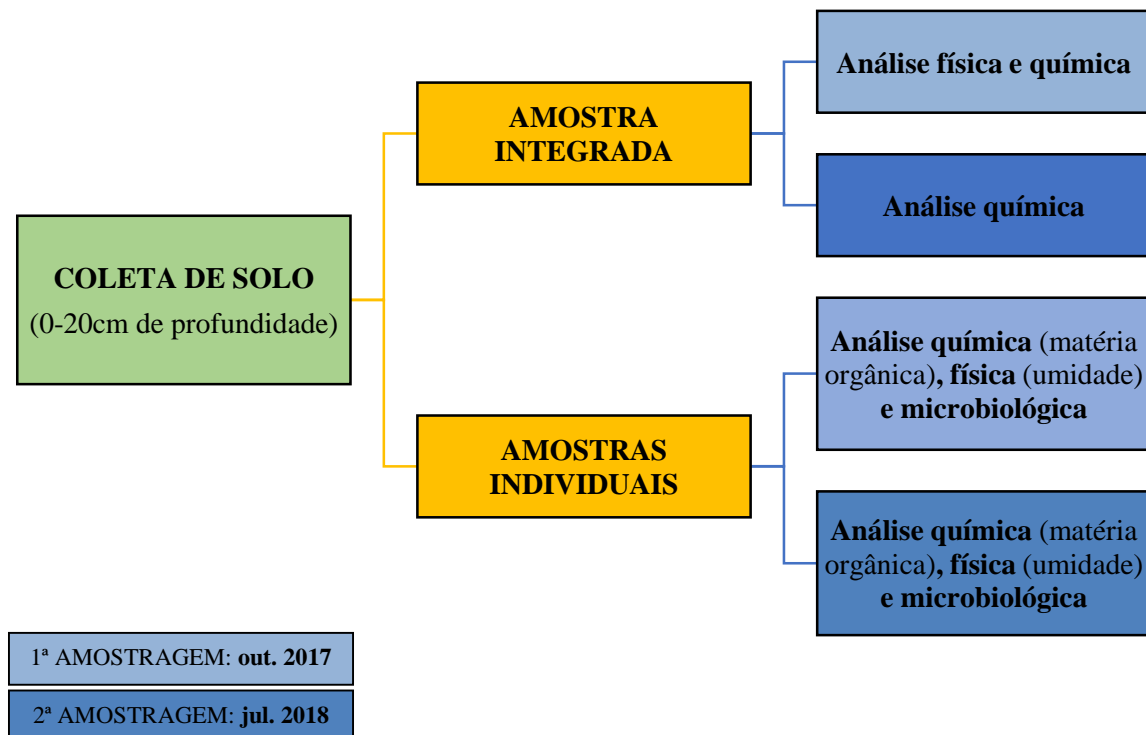 COLETA DE SOLO
(0-20cm de profundidade)
AMOSTRA
INTEGRADA
Análise física e química
Análise química
AMOSTRAS
INDIVIDUAIS
Análise química (matéria
orgânica), física (umidade)
e microbiológica
Análise química (matéria
orgânica), física (umidade)
e microbiológica
1ª AMOSTRAGEM: out. 2017
2ª AMOSTRAGEM: jul. 2018